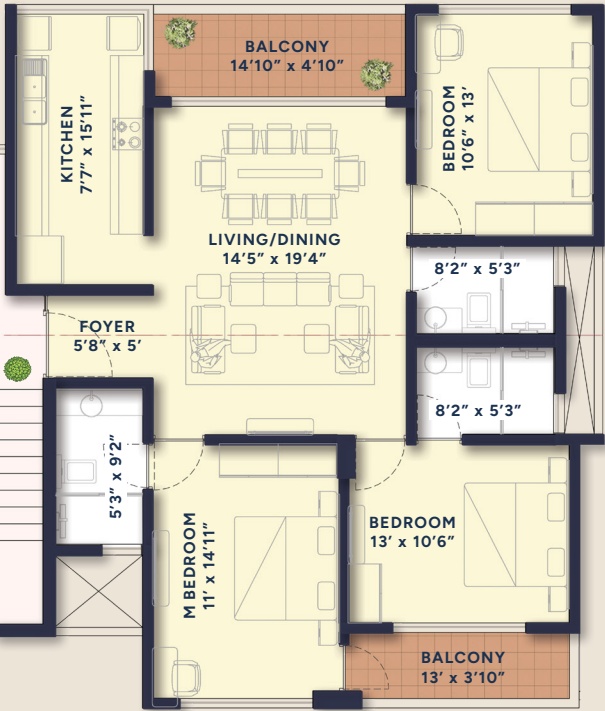 BALCONY
14’10” x 4’10”
KITCHEN
7’7” x 15’11”
BEDROOM
10’6” x 13’
LIVING/DINING
14’5” x 19’4”
8’2” x 5’3”
FOYER
5’8” x 5’
8’2” x 5’3”
5’3” x 9’2”
M BEDROOM
11’ x 14’11”
BEDROOM
13’ x 10’6”
BALCONY
13’ x 3’10”